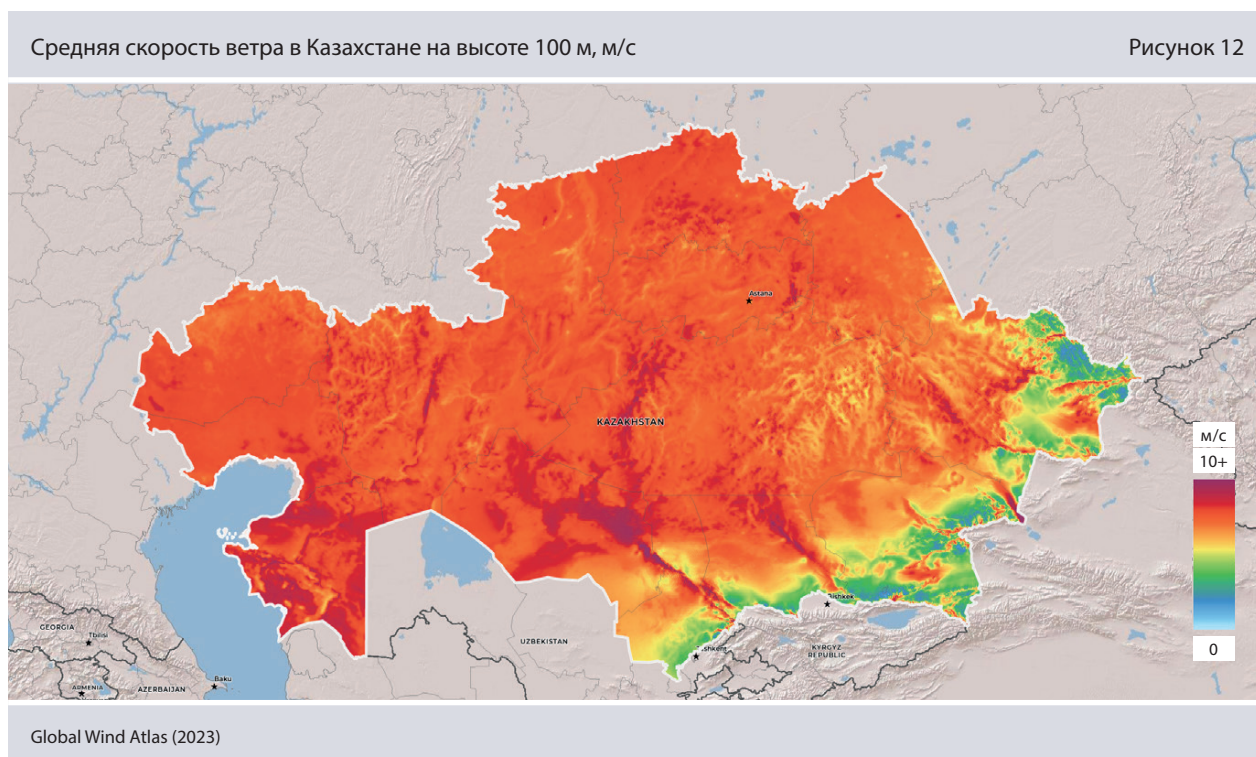 Средняя скорость ветра в Казахстане на высоте 100 м, м/с
Рисунок 12
Astana
KAZAKHSTAN
м/с
10+
0
Bishkek
UZBEKISTAN
KYRGYZ
REPUBLIC
GEORGIA
Tbilisi
Baku
ARMENIA
AZERBAIJAN
Global Wind Atlas (2023)